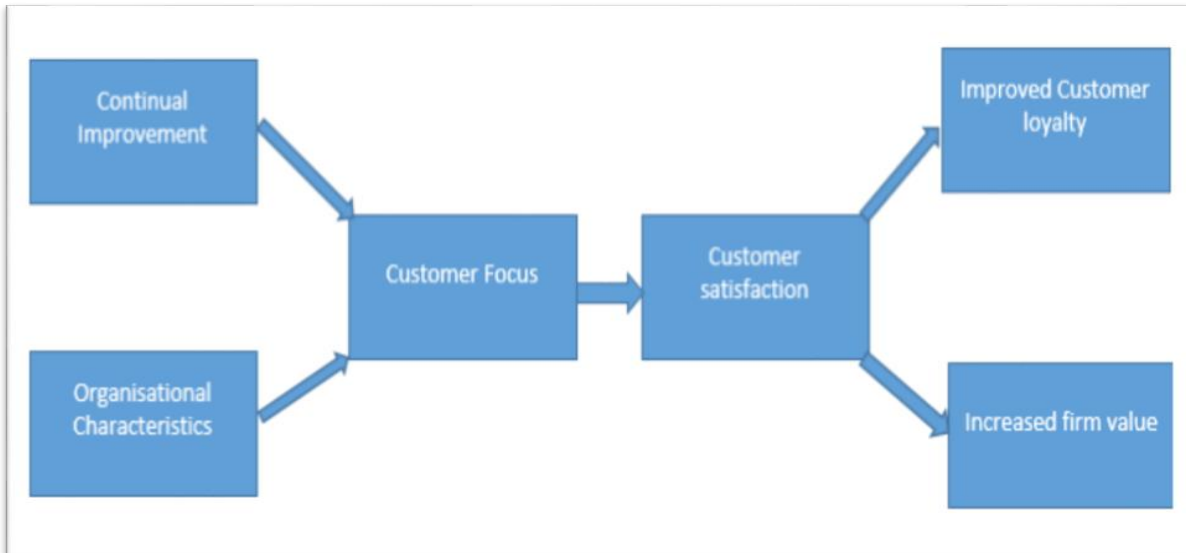 Continual
Improvement
Organisational
Characteristics
Customer Focus
Customer
satisfaction
Improved Customer
loyalty
Increased firm value